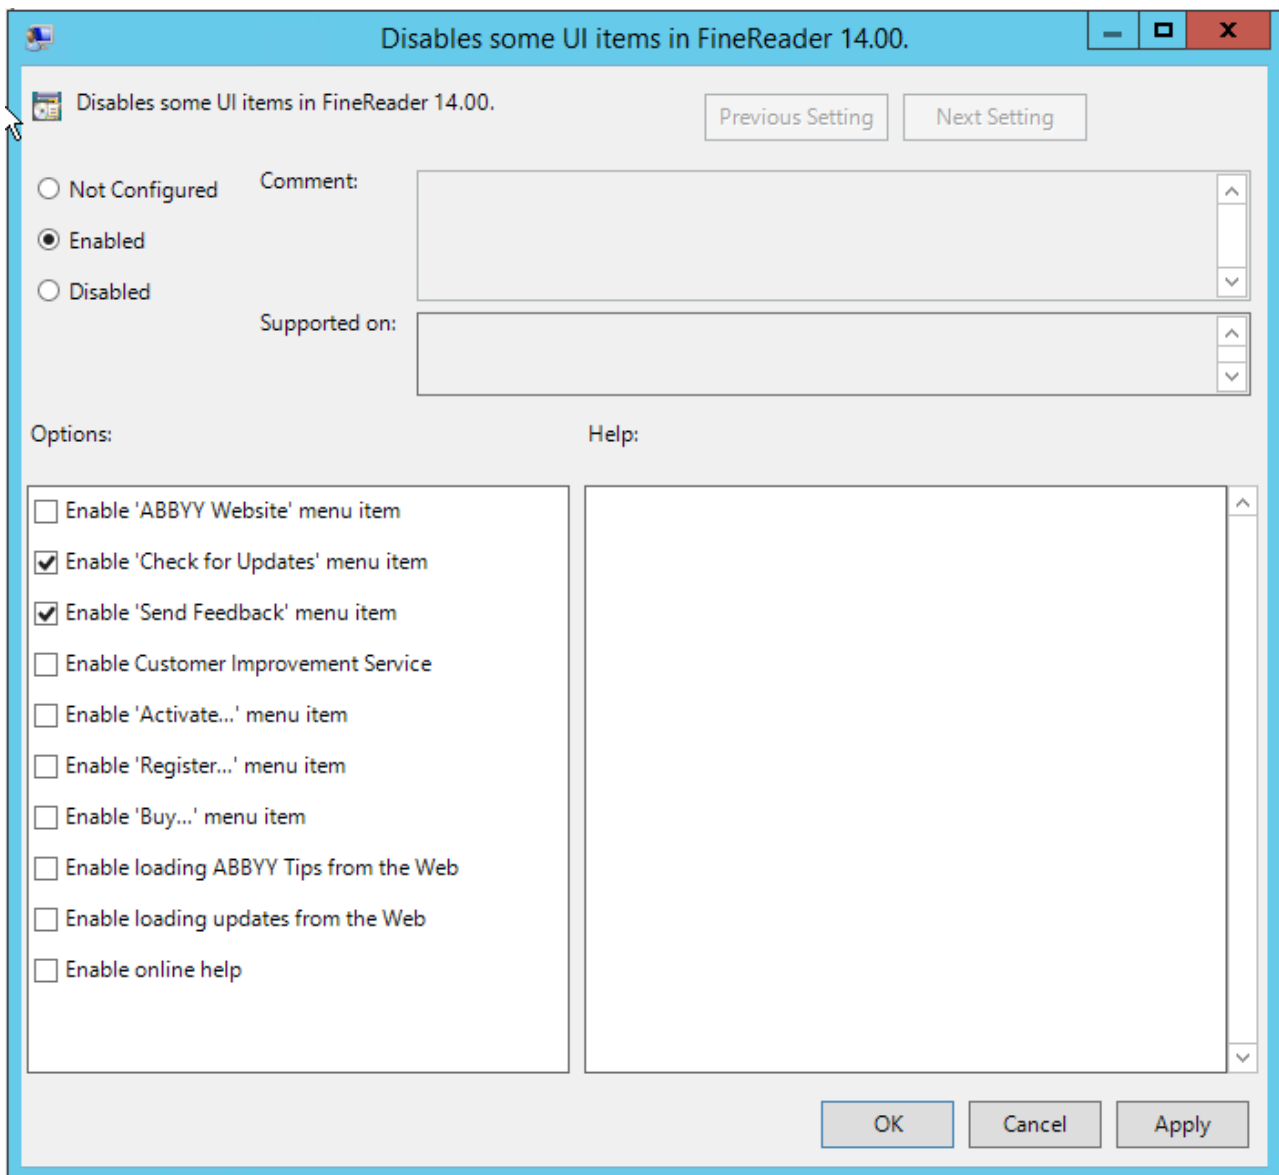 Disables some UI items in FineReader 14.00.
Disables some UI items in FineReader 14.00.
Previous Setting
Next Setting
Not Configured
Comment:
Enabled
Disabled
Supported on:
Options:
Help:
Enable 'ABBYY Website' menu item
Enable 'Check for Updates' menu item
Enable 'Send Feedback' menu item
Enable Customer Improvement Service
Enable 'Activate...' menu item
Enable 'Register...' menu item
Enable 'Buy...' menu item
Enable loading ABBYY Tips from the Web
Enable loading updates from the Web
Enable online help
OK
Cancel
Apply